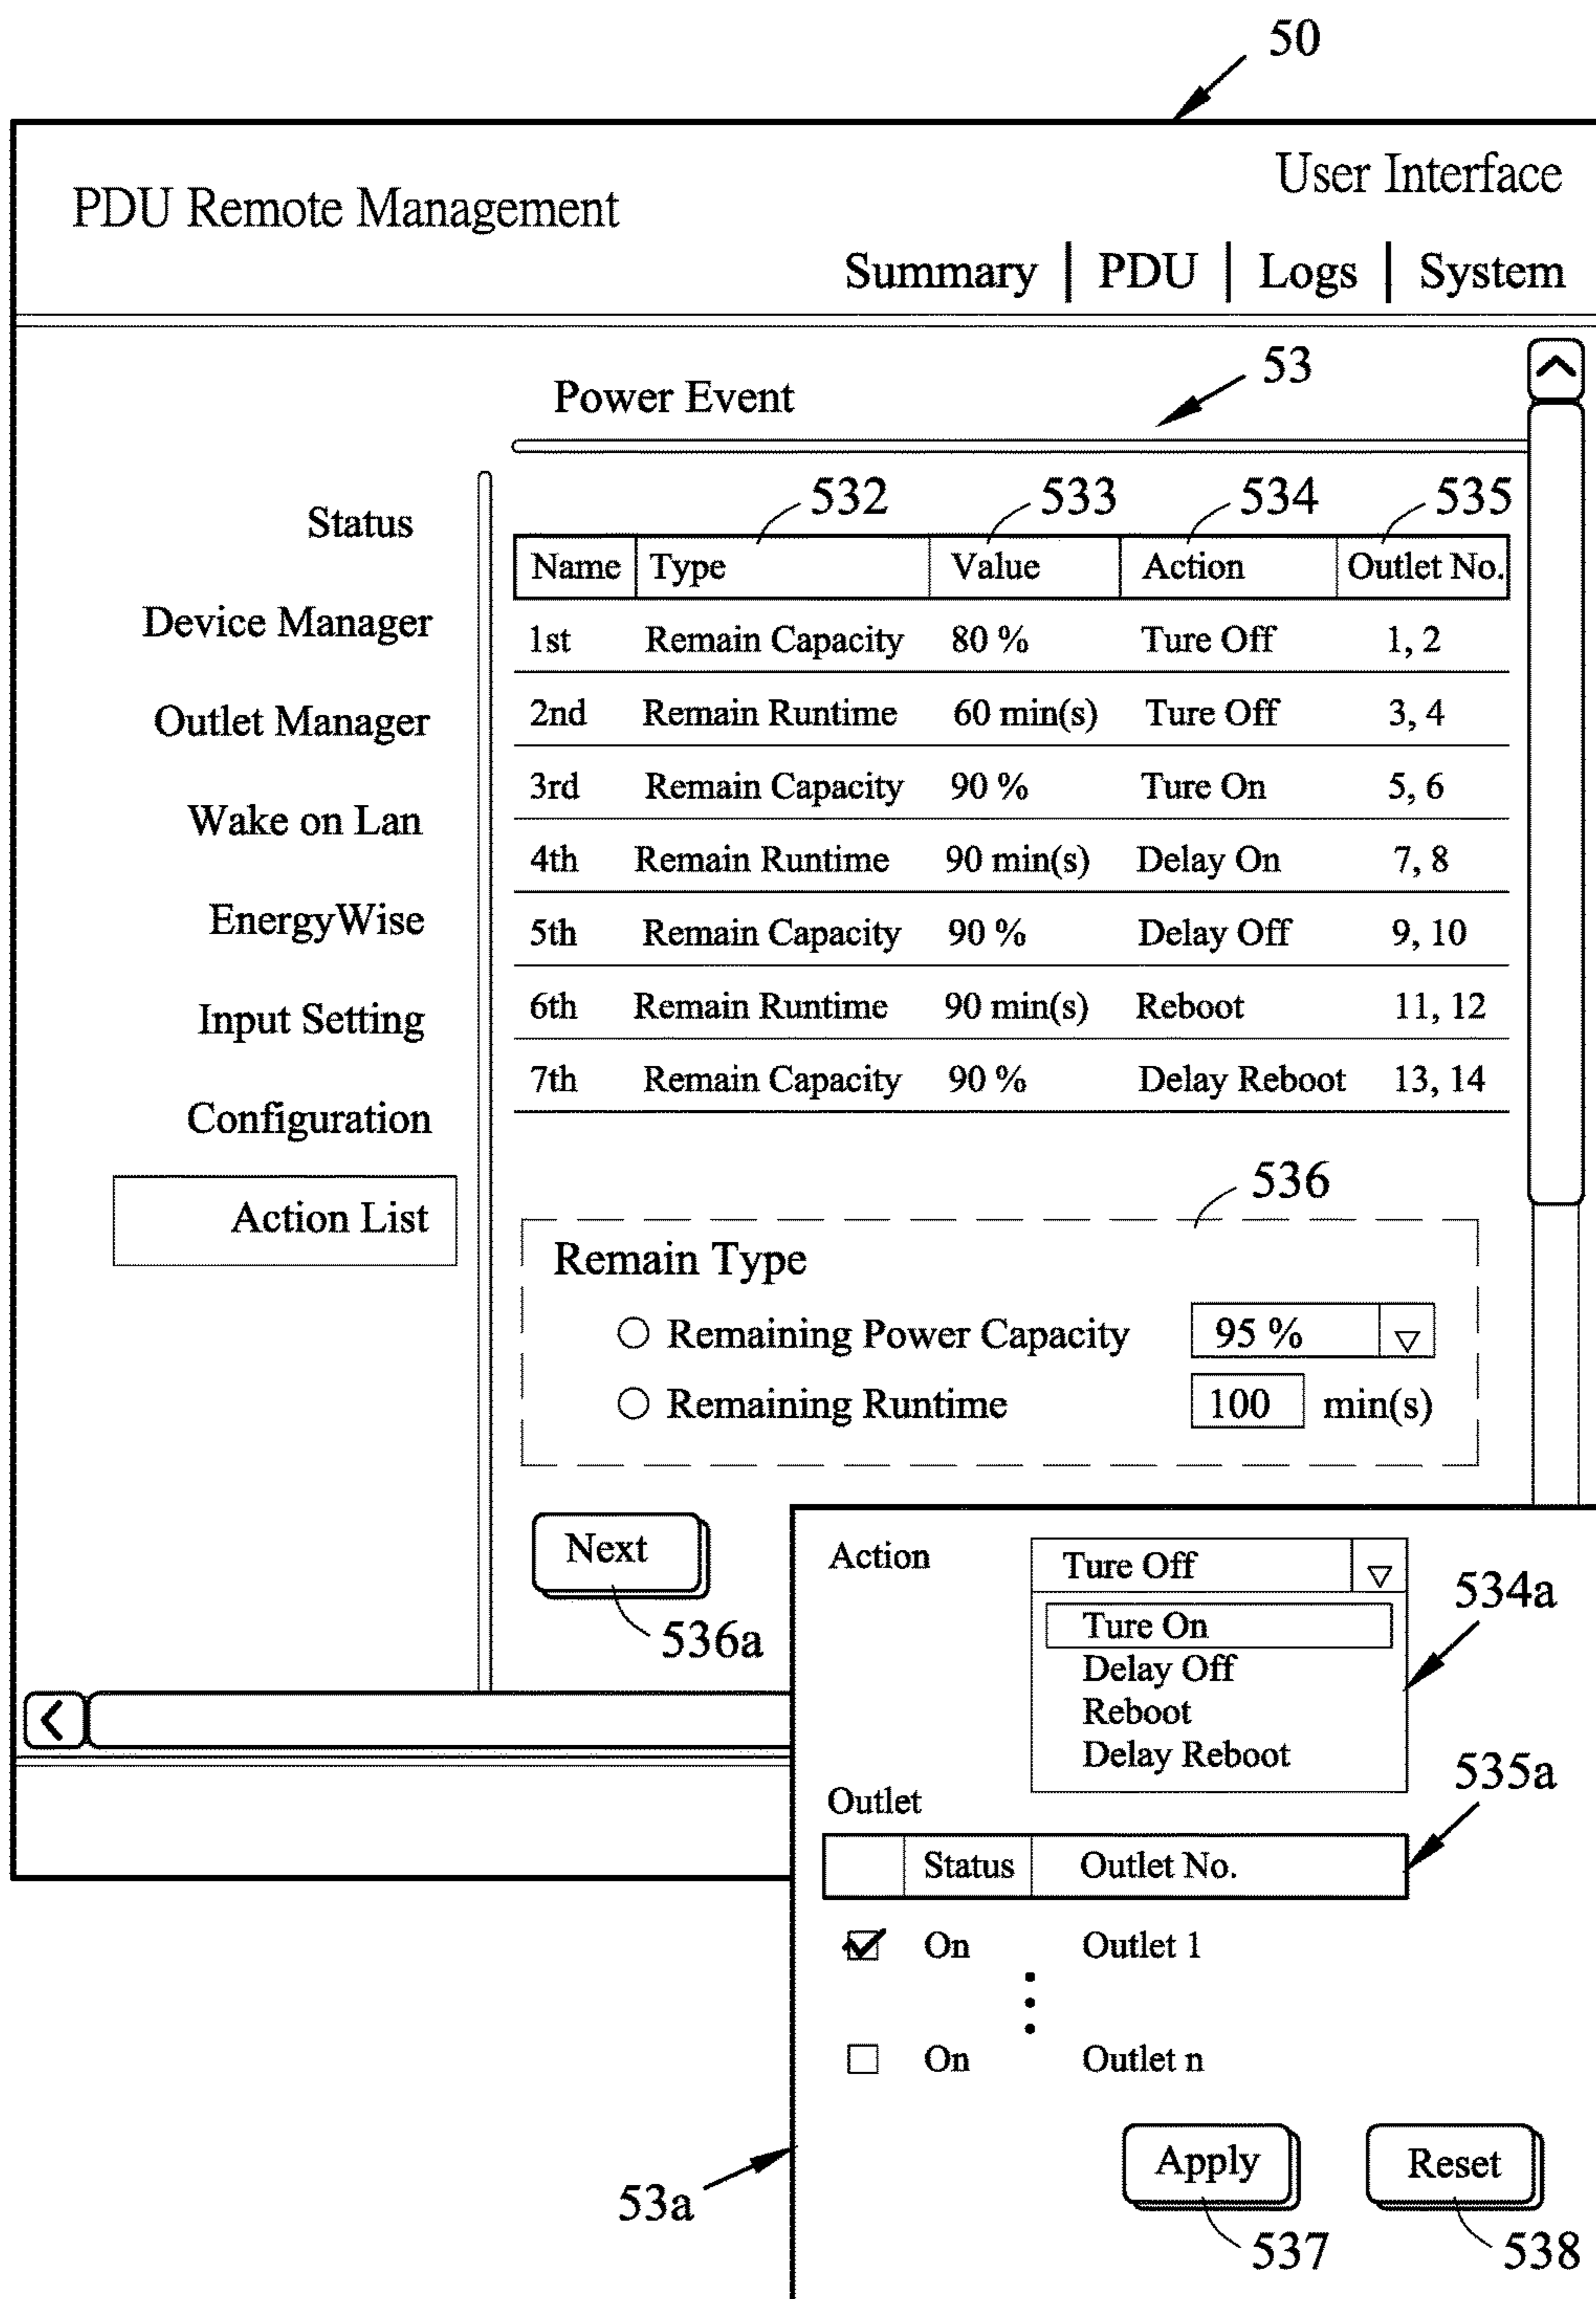 50
User Interface
PDU Remote Management
Summary | PDU | Logs | System
Power Event
53
Status
Device Manager
Outlet Manager
Wake on Lan
EnergyWise
Input Setting
Configuration
Action List
532 533 534 535
Name Type Value Action Outlet No.
1st Remain Capacity 80 % Ture Off 1, 2
2nd Remain Runtime 60 min(s) Ture Off 3, 4
3rd Remain Capacity 90 % Ture On 5, 6
4th Remain Runtime 90 min(s) Delay On 7, 8
5th Remain Capacity 90 % Delay Off 9, 10
6th Remain Runtime 90 min(s) Reboot 11, 12
7th Remain Capacity 90 % Delay Reboot 13, 14
536
Remain Type
Remaining Power Capacity 95 %
Remaining Runtime 100 min(s)
Next
536a
Action Ture Off
534a
Ture On
Delay Off
Reboot
Delay Reboot
535a
Outlet
Status Outlet No.
On Outlet 1
On Outlet n
Apply Reset
53a
537 538